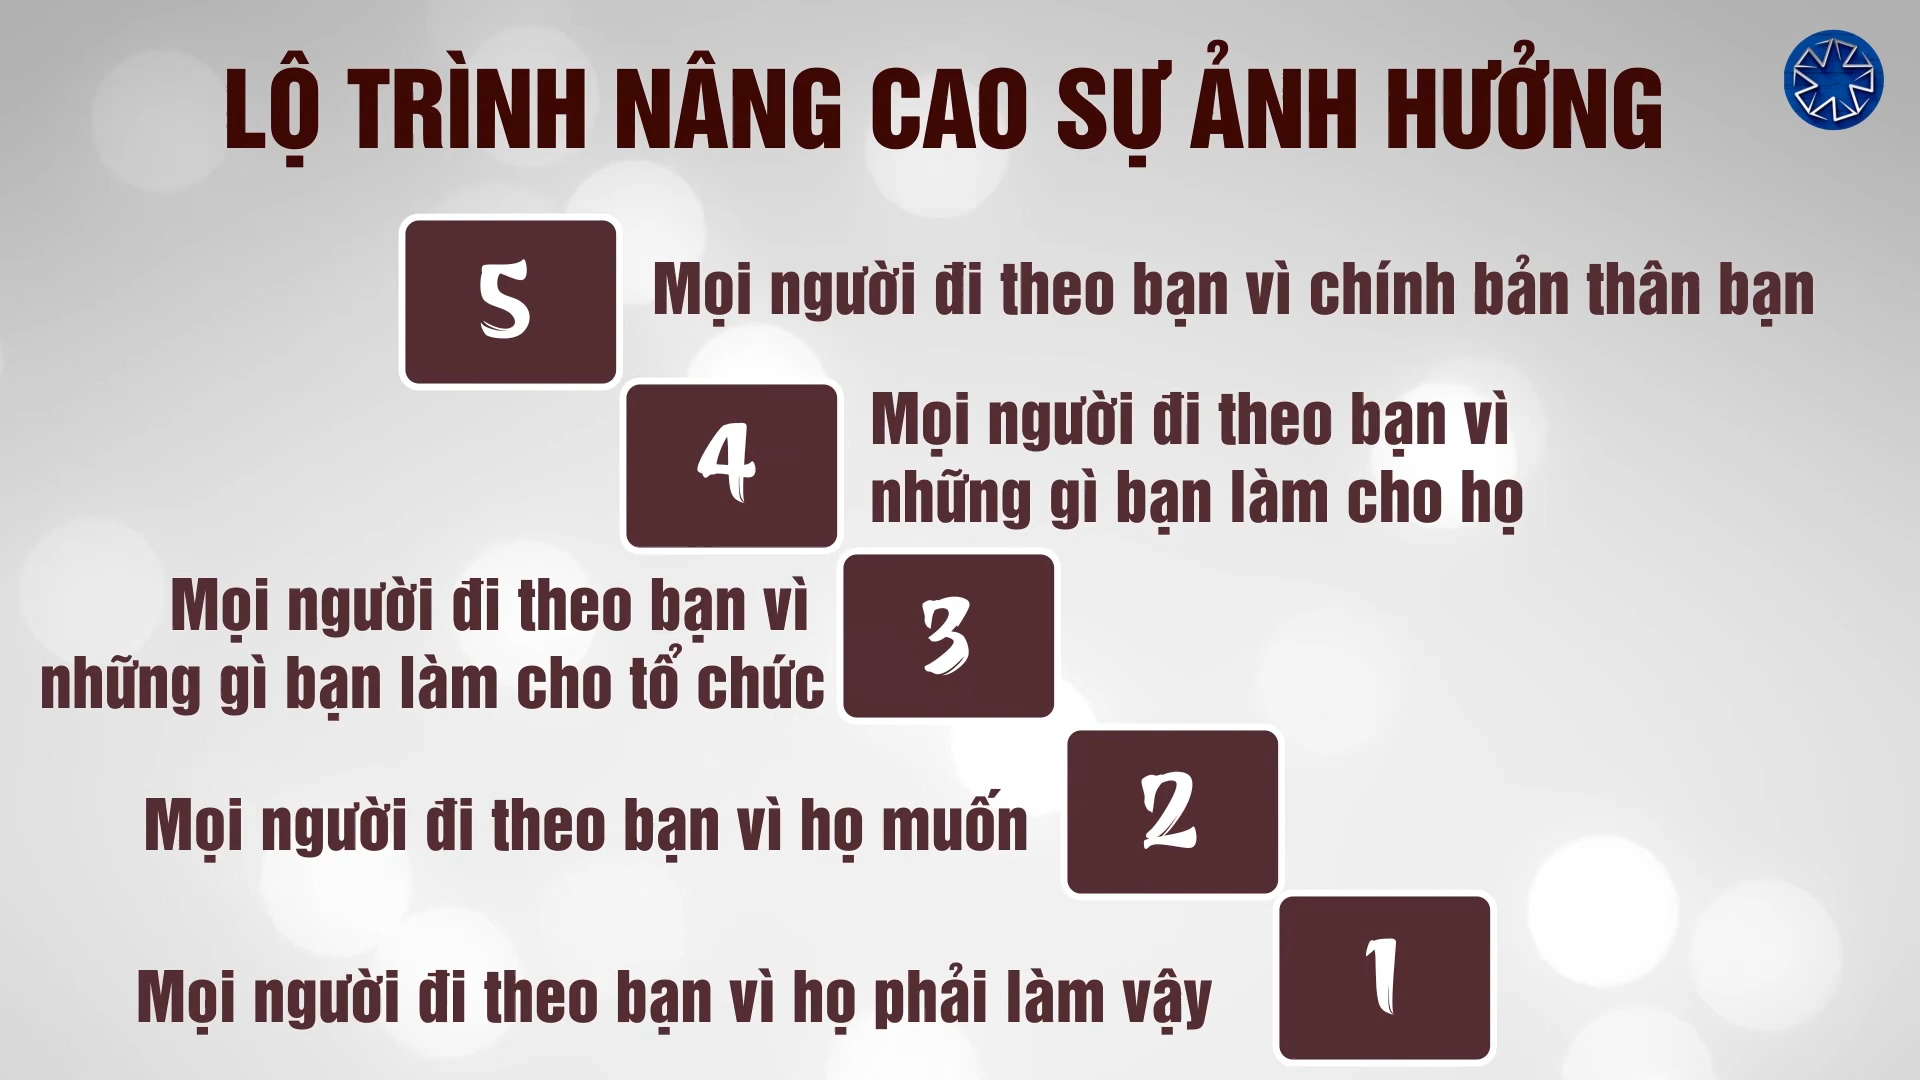 LỘ TRÌNH NÂNG CAO SỰ ẢNH HƯỞNG
5
Mọi người đi theo bạn vì chính bản thân bạn
4
Mọi người đi theo bạn vì
những gì bạn làm cho họ
3
Mọi người đi theo bạn vì
những gì bạn làm cho tổ chức
2
Mọi người đi theo bạn vì họ muốn
1
Mọi người đi theo bạn vì họ phải làm vậy